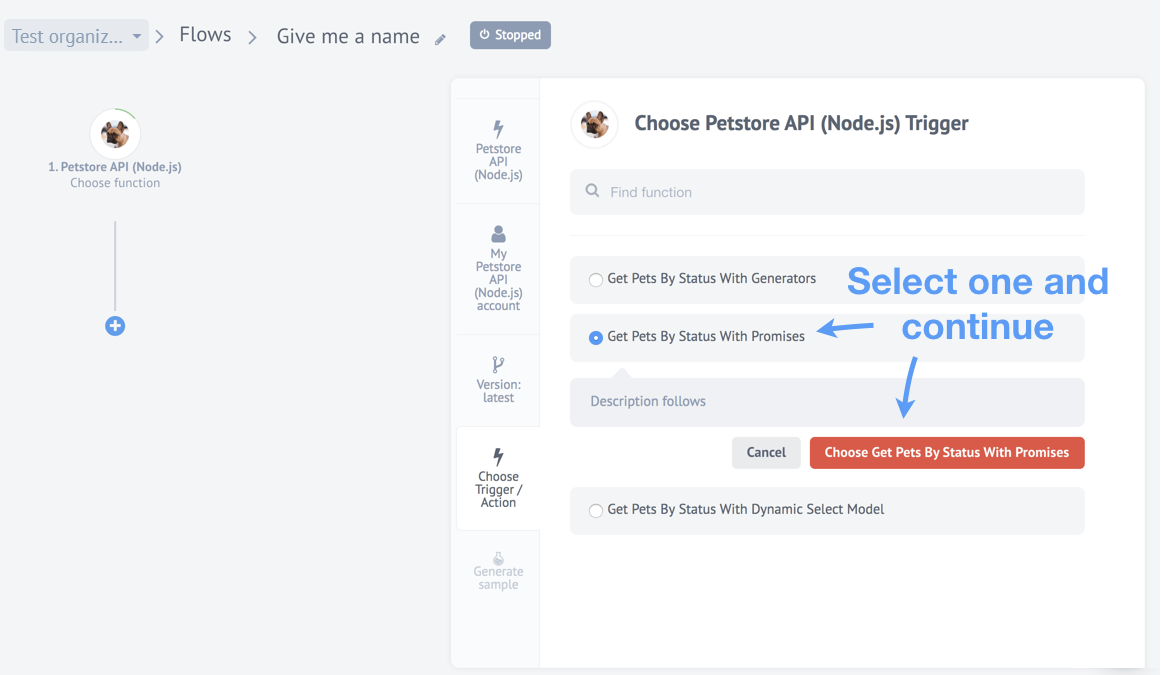 Test organiz...
Flows
Give me a name
Stopped
1. Petstore API (Node.js)
Choose function
Petstore
API
(Node.js)
My
Petstore
API
(Node.js)
account
Version:
latest
Choose
Trigger /
Action
Generate
sample
Choose Petstore API (Node.js) Trigger
Find function
Get Pets By Status With Generators
Select one and
continue
Get Pets By Status With Promises
Description follows
Cancel
Choose Get Pets By Status With Promises
Get Pets By Status With Dynamic Select Model